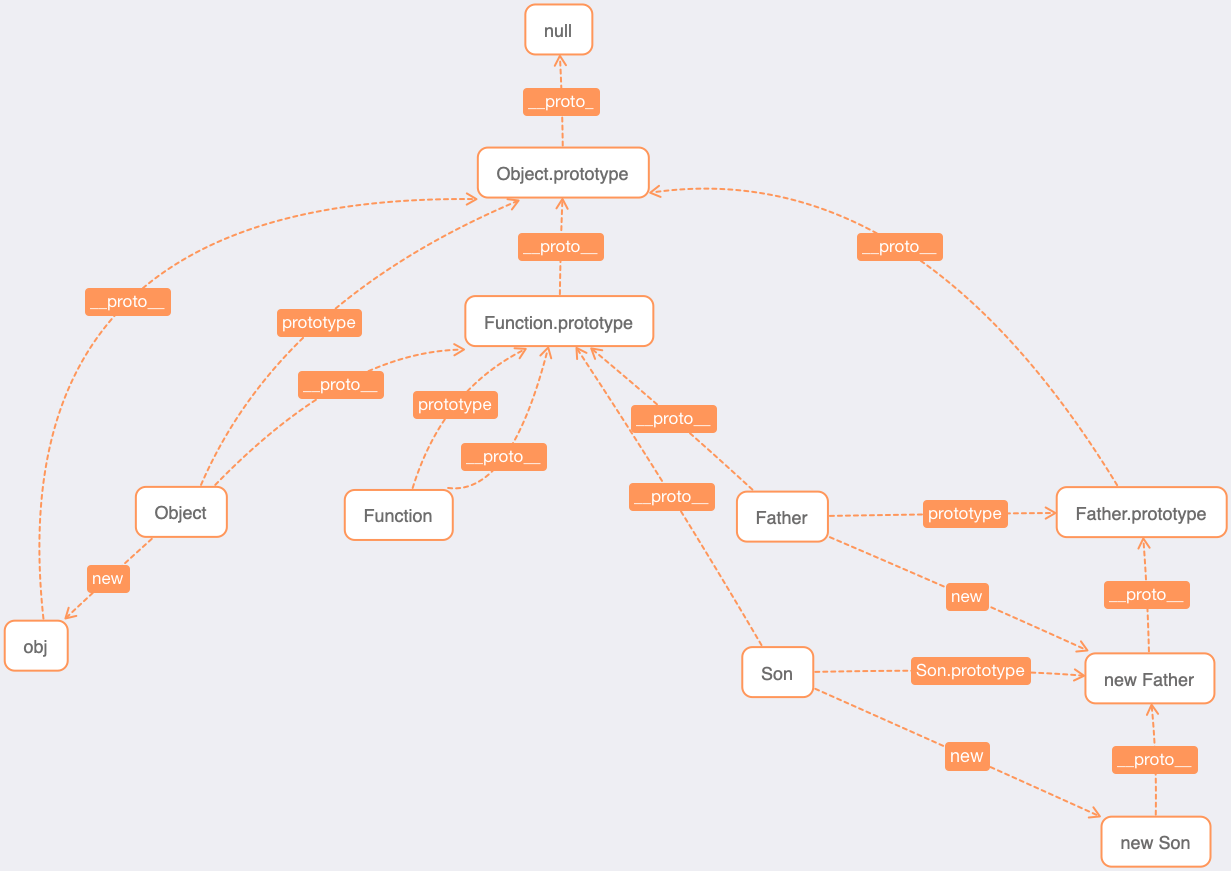 null
__proto_
Object.prototype
__proto__
__proto__
__proto__
prototype
Function.prototype
__proto__
prototype
__proto__
__proto__
__proto__
Object
Function
Father
prototype
Father.prototype
new
new
__proto__
obj
Son
Son.prototype
new Father
new
__proto__
new Son